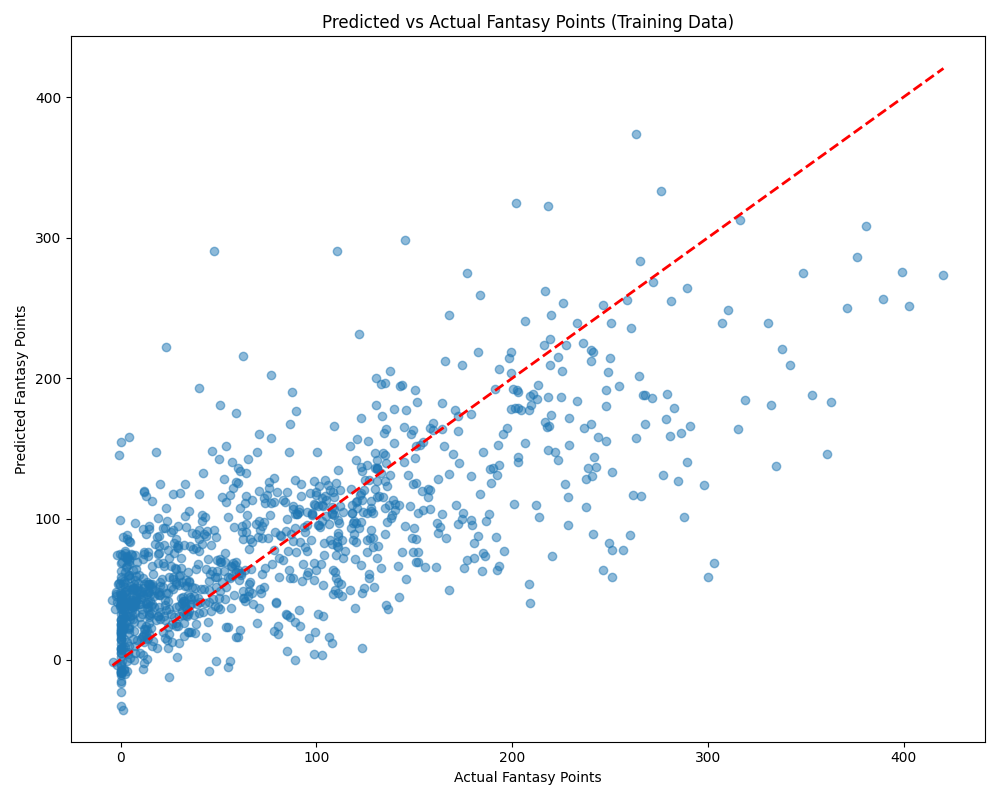 Predicted vs Actual Fantasy Points (Training Data)
Predicted Fantasy Points
400
300
200
100
0
0 100 200 300 400
Actual Fantasy Points